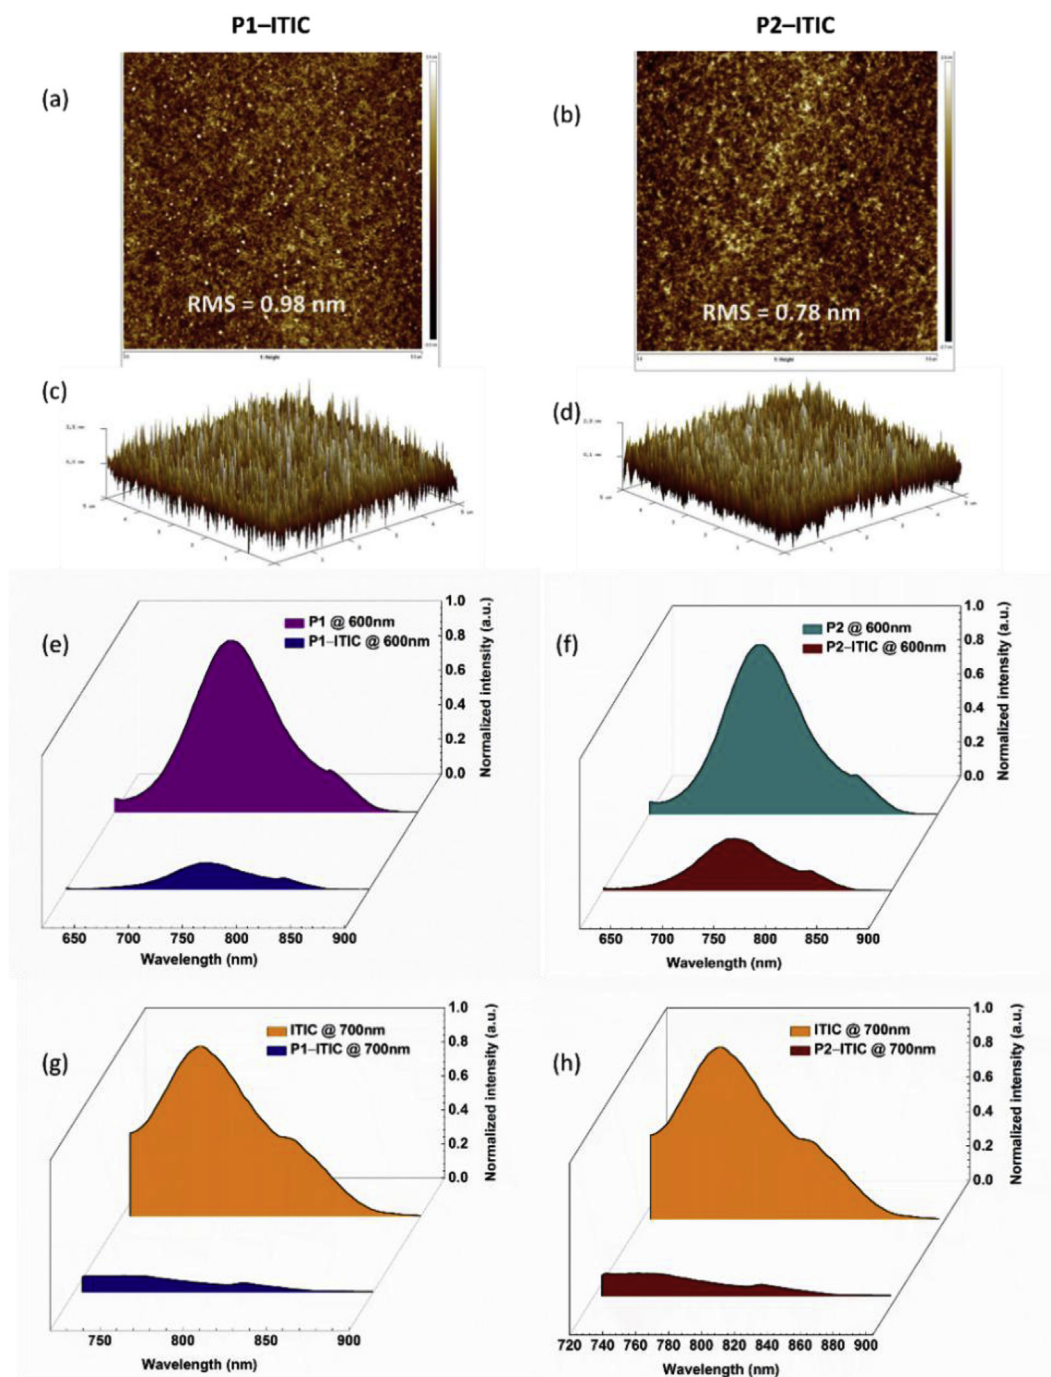 P1–ITIC
P2–ITIC
(a)
(b)
RMS = 0.98 nm
RMS = 0.78 nm
(c)
(d)
(e)
P1 @ 600nm
P1–ITIC @ 600nm
1.0
0.8
0.6
0.4
0.2
0.0
Normalized intensity (a.u.)
650 700 750 800 850 900
Wavelength (nm)
(f)
P2 @ 600nm
P2–ITIC @ 600nm
1.0
0.8
0.6
0.4
0.2
0.0
Normalized intensity (a.u.)
650 700 750 800 850 900
Wavelength (nm)
(g)
ITIC @ 700nm
P1–ITIC @ 700nm
1.0
0.8
0.6
0.4
0.2
0.0
Normalized intensity (a.u.)
750 800 850 900
Wavelength (nm)
(h)
ITIC @ 700nm
P2–ITIC @ 700nm
1.0
0.8
0.6
0.4
0.2
0.0
Normalized intensity (a.u.)
720 740 760 780 800 820 840 860 880 900
Wavelength (nm)